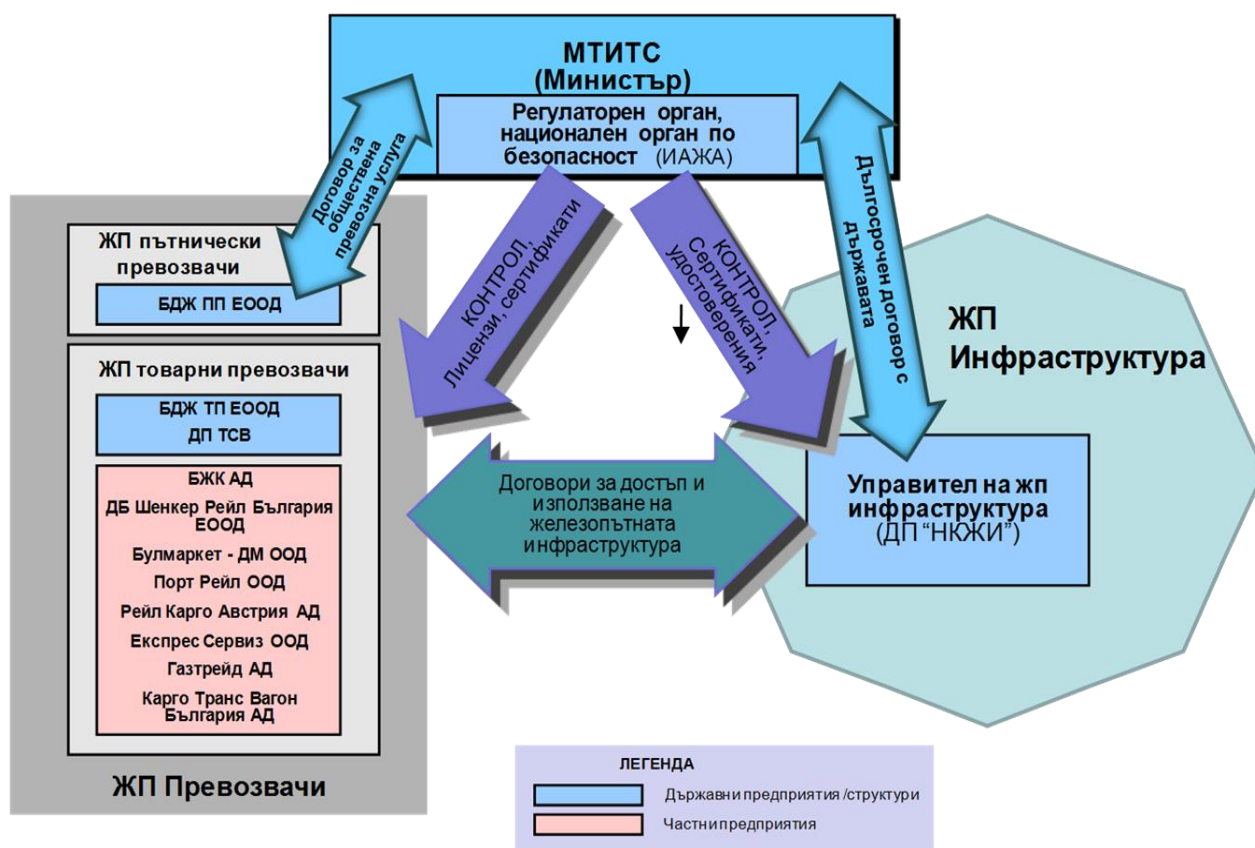 МТИТС
(Министър)
Регулаторен орган,
национален орган по
безопасност (ИАЖА)
Договор за
обществена
превозна услуга
Дългосрочен договор с
държавата
КОНТРОЛ,
Лицензи, сертификати
КОНТРОЛ,
Сертификати,
удостоверения
ЖП пътнически
превозвачи
БДЖ ПП ЕООД
ЖП товарни превозвачи
БДЖ ТП ЕООД
ДП ТСВ
БЖК АД
ДБ Шенкер Рейл България
ЕООД
Булмаркет - ДМ ООД
Порт Рейл ООД
Рейл Карго Австрия АД
Експрес Сервиз ООД
Газтрейд АД
Карго Транс Вагон
България АД
ЖП Превозвачи
Договори за достъп и
използване на
железопътната
инфраструктура
ЖП
Инфраструктура
Управител на жп
инфраструктура
(ДП “НКЖИ”)
ЛЕГЕНДА
Държавни предприятия /структури
Частни предприятия